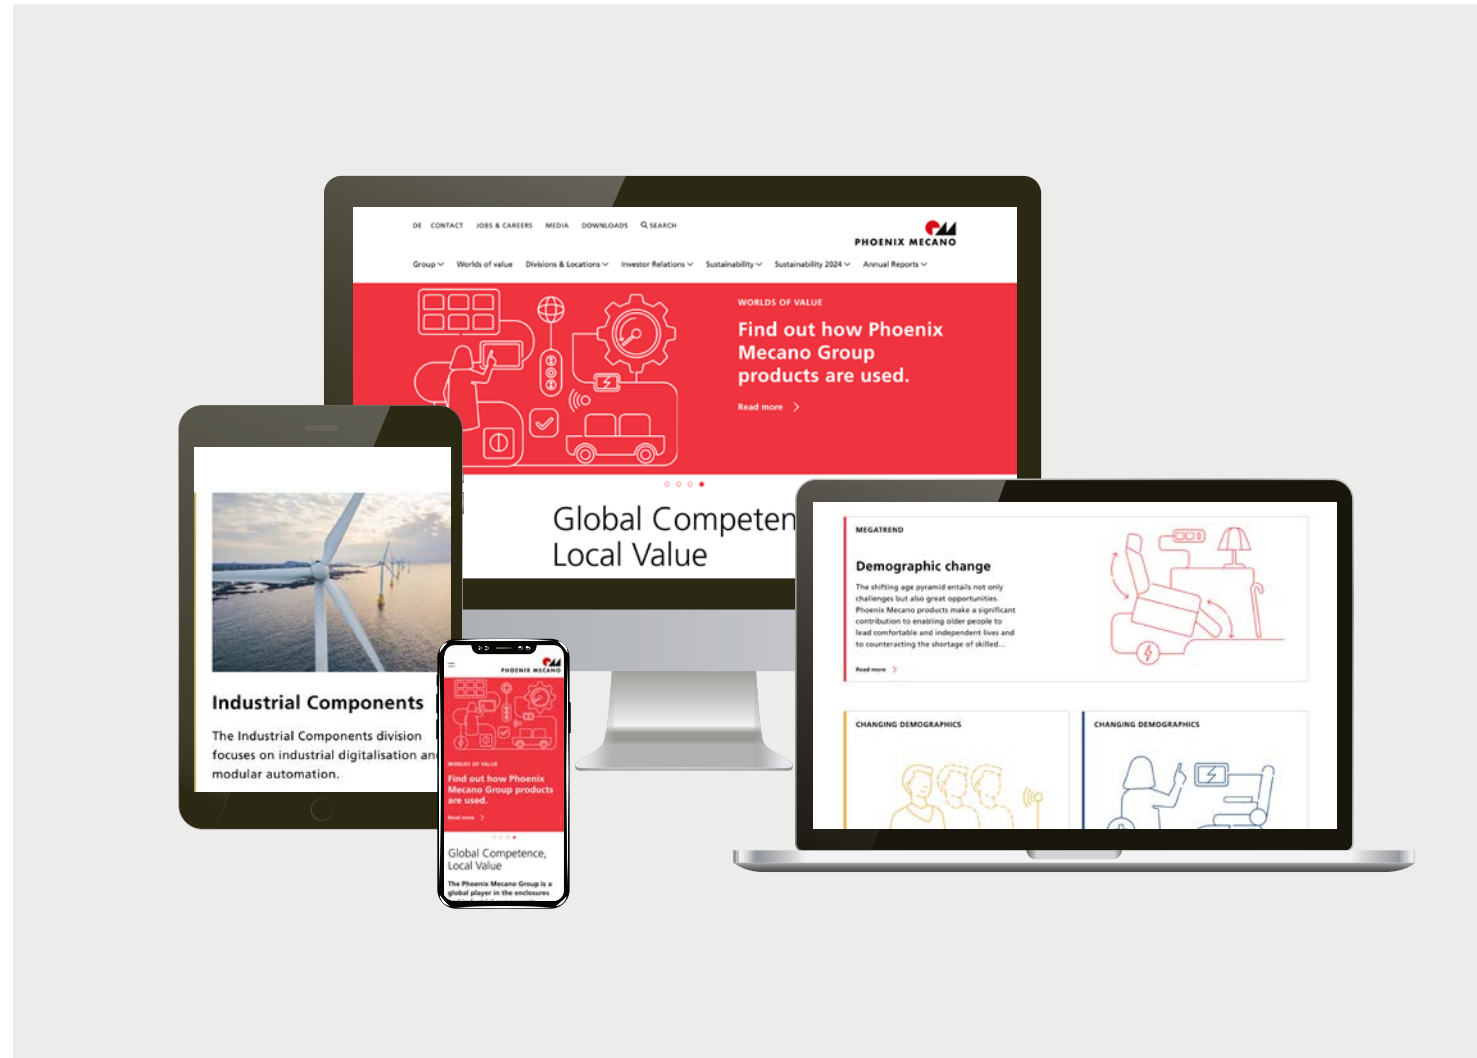 DE CONTACT JOBS & CAREERS MEDIA DOWNLOADS SEARCH
PHOENIX MECANO
Group Worlds of value Divisions & Locations Investor Relations Sustainability Sustainability 2024 Annual Reports
WORLDS OF VALUE
Find out how Phoenix
Mecano Group
products are used.
Read more
Global Competen
Local Value
Industrial Components
The Industrial Components division
focuses on industrial digitalisation an
modular automation.
PHOENIX MECANO
WORLDS OF VALUE
Find out how Phoenix
Mecano Group products
are used.
Read more
Global Competence,
Local Value
The Phoenix Mecano Group is a
global player in the enclosures
MEGATREND
Demographic change
The shifting age pyramid entails not only
challenges but also great opportunities.
Phoenix Mecano products make a significant
contribution to enabling older people to
lead comfortable and independent lives and
to counteracting the shortage of skilled...
Read more
CHANGING DEMOGRAPHICS
CHANGING DEMOGRAPHICS